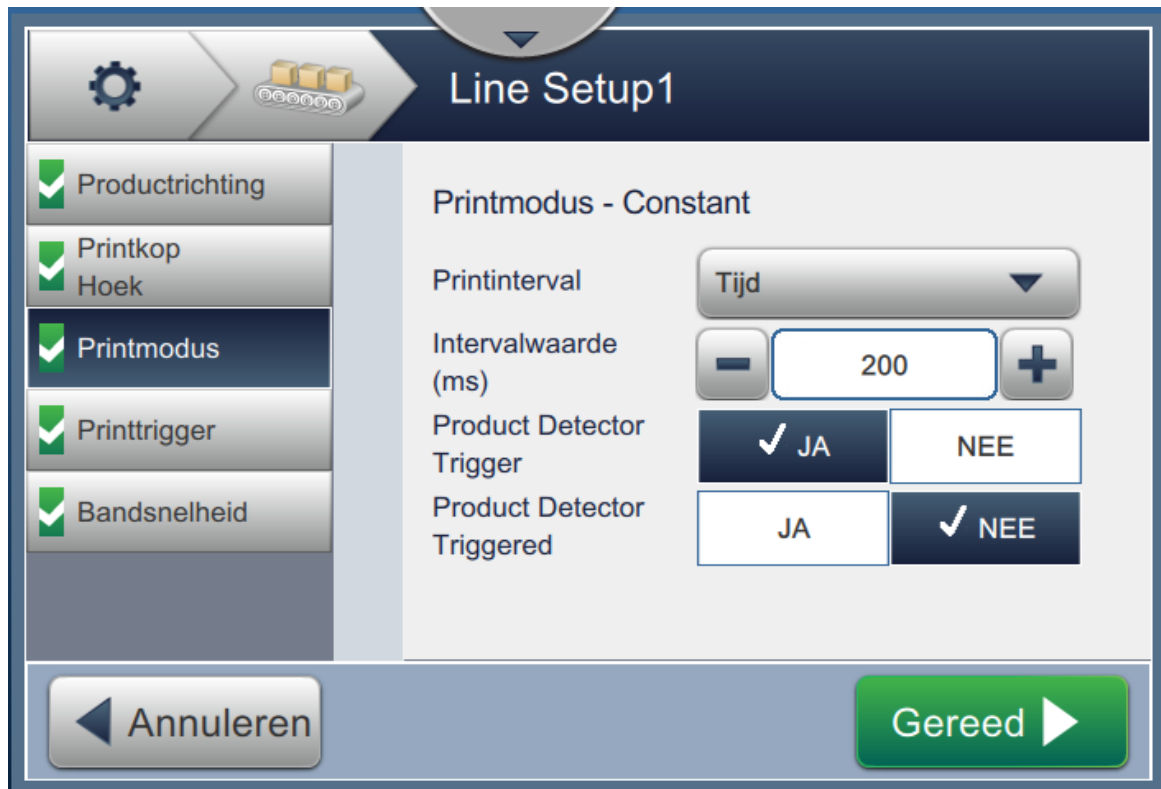 Line Setup1
Productrichting
Printkop
Hoek
Printmodus
Printtrigger
Bandsnelheid
Printmodus - Constant
Printinterval
Tijd
Intervalwaarde
(ms)
200
Product Detector
Trigger
JA
NEE
Product Detector
Triggered
JA
NEE
Annuleren
Gereed